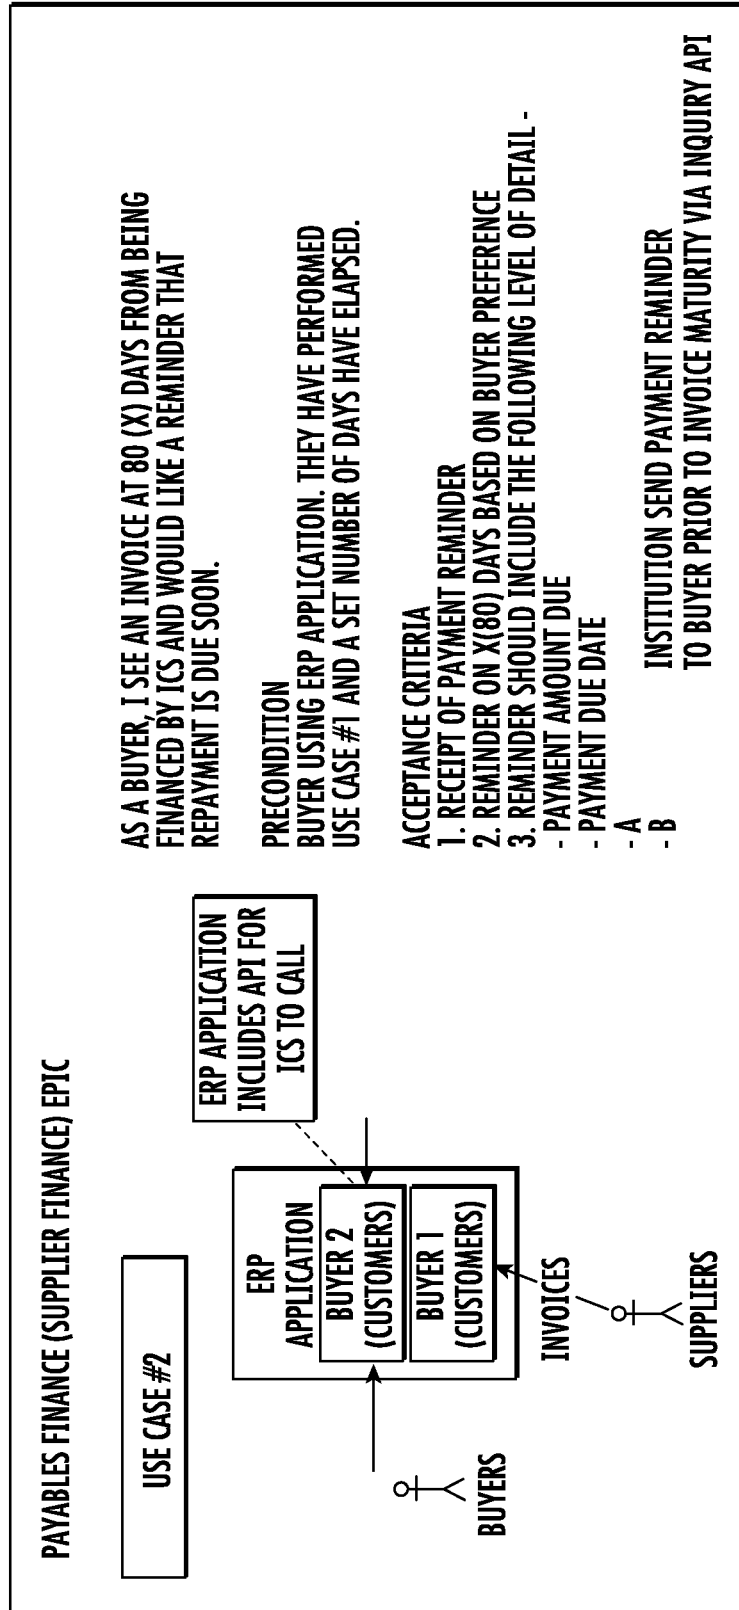 PAYABLES FINANCE (SUPPLIER FINANCE) EPIC
USE CASE #2
ERP APPLICATION
INCLUDES API FOR
ICS TO CALL
ERP
APPLICATION
BUYER 2
(CUSTOMERS)
BUYER 1
(CUSTOMERS)
BUYERS
INVOICES
SUPPLIERS
AS A BUYER, I SEE AN INVOICE AT 80 (X) DAYS FROM BEING
FINANCED BY ICS AND WOULD LIKE A REMINDER THAT
REPAYMENT IS DUE SOON.
PRECONDITION
BUYER USING ERP APPLICATION. THEY HAVE PERFORMED
USE CASE #1 AND A SET NUMBER OF DAYS HAVE ELAPSED.
ACCEPTANCE CRITERIA
1. RECEIPT OF PAYMENT REMINDER
2. REMINDER ON X(80) DAYS BASED ON BUYER PREFERENCE
3. REMINDER SHOULD INCLUDE THE FOLLOWING LEVEL OF DETAIL -
- PAYMENT AMOUNT DUE
- PAYMENT DUE DATE
- A
- B
INSTITUTION SEND PAYMENT REMINDER
TO BUYER PRIOR TO INVOICE MATURITY VIA INQUIRY API